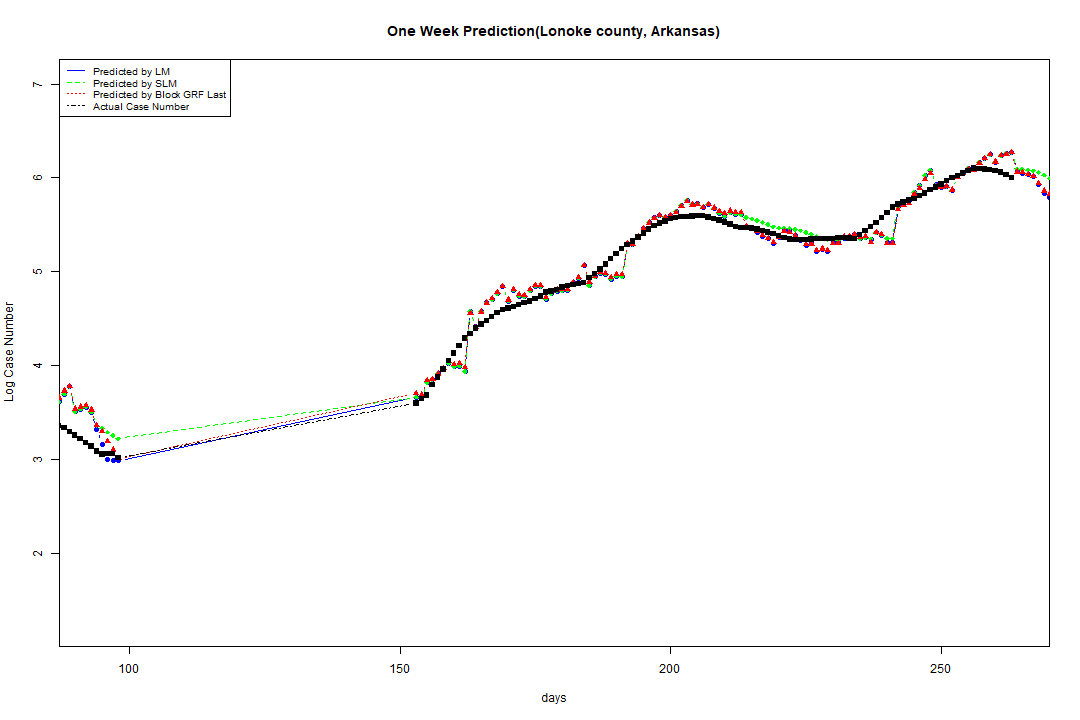 One Week Prediction(Lonoke county, Arkansas)
Predicted by LM
Predicted by SLM
Predicted by Block GRF Last
Actual Case Number
7
6
5
4
3
2
Log Case Number
100
150
200
250
days